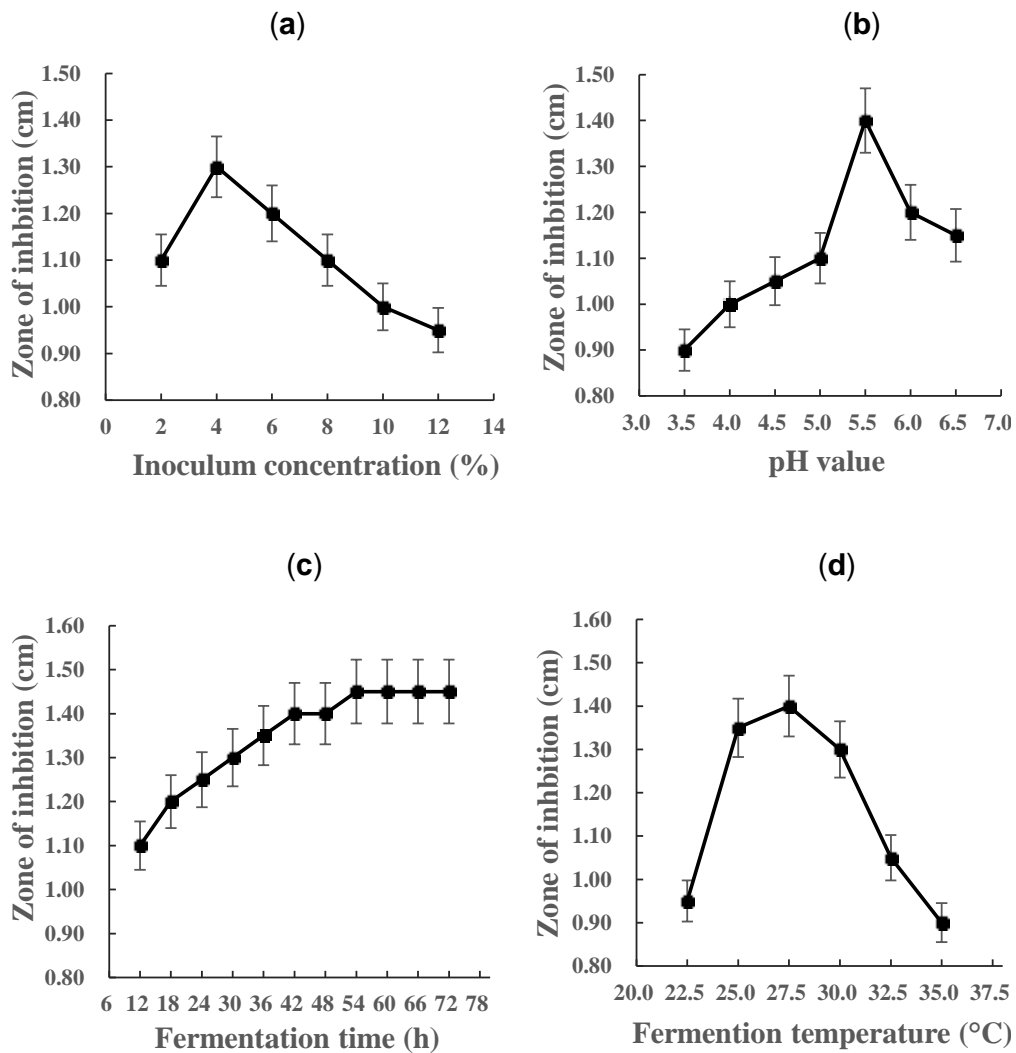 (a)
Zone of inhbition (cm)
1.50
1.40
1.30
1.20
1.10
1.00
0.90
0.80
0 2 4 6 8 10 12 14
Inoculum concentration (%)
(b)
Zone of inhbition (cm)
1.50
1.40
1.30
1.20
1.10
1.00
0.90
0.80
3.0 3.5 4.0 4.5 5.0 5.5 6.0 6.5 7.0
pH value
(c)
Zone of inhbition (cm)
1.60
1.50
1.40
1.30
1.20
1.10
1.00
0.90
0.80
6 12 18 24 30 36 42 48 54 60 66 72 78
Fermentation time (h)
(d)
Zone of inhbition (cm)
1.60
1.50
1.40
1.30
1.20
1.10
1.00
0.90
0.80
20.0 22.5 25.0 27.5 30.0 32.5 35.0 37.5
Fermention temperature (°C)